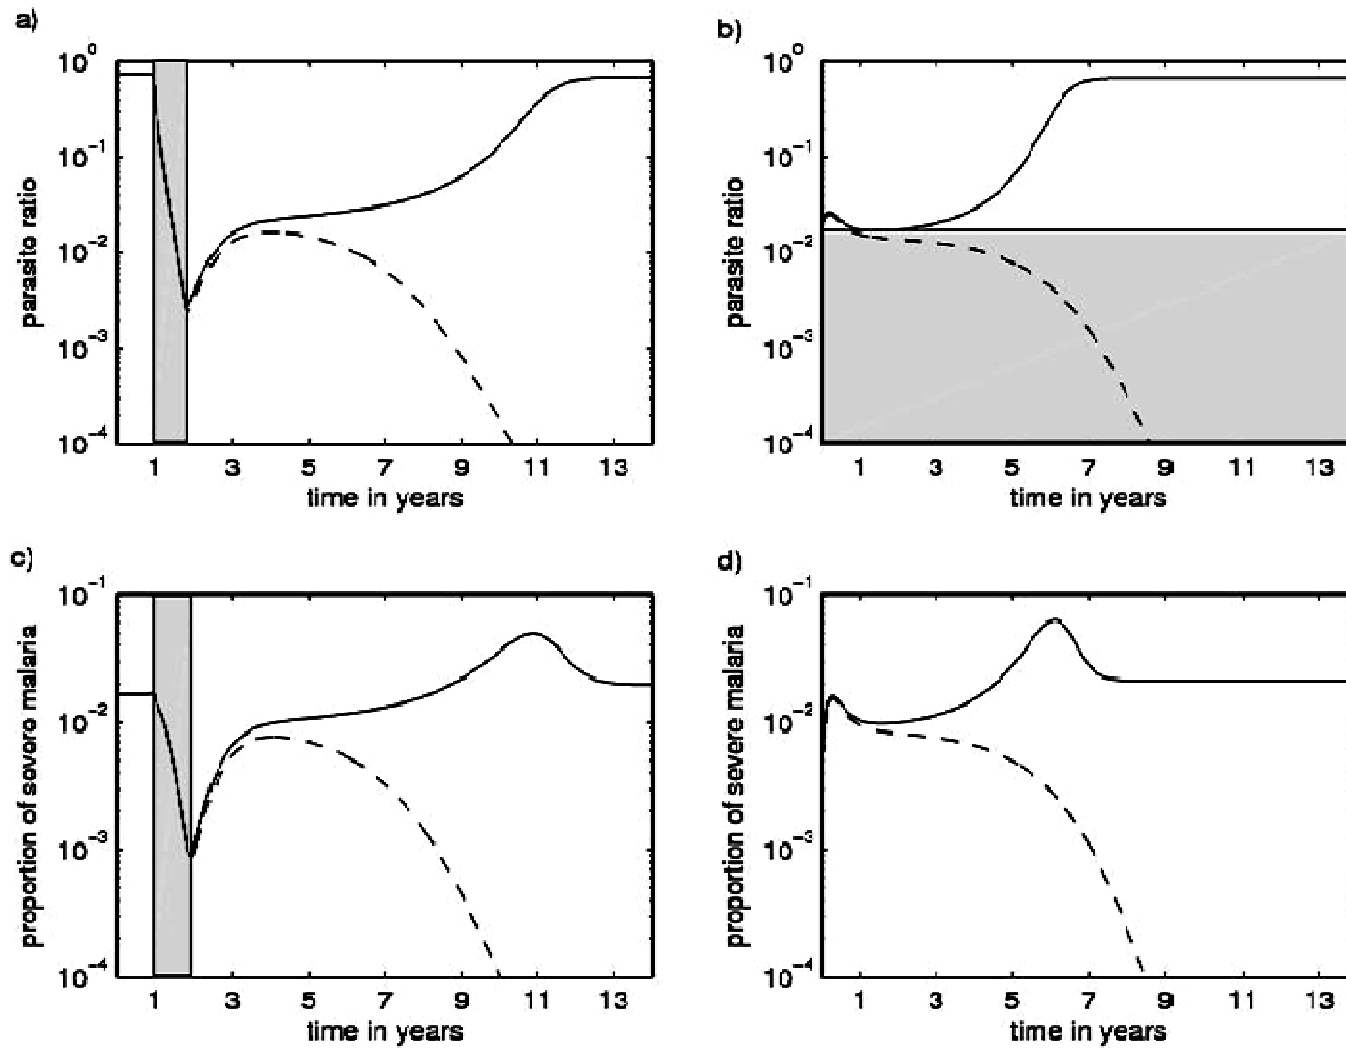 a)
parasite ratio
10^0
10^-1
10^-2
10^-3
10^-4
1 3 5 7 9 11 13
time in years
b)
parasite ratio
10^0
10^-1
10^-2
10^-3
10^-4
1 3 5 7 9 11 13
time in years
c)
proportion of severe malaria
10^-1
10^-2
10^-3
10^-4
1 3 5 7 9 11 13
time in years
d)
proportion of severe malaria
10^-1
10^-2
10^-3
10^-4
1 3 5 7 9 11 13
time in years